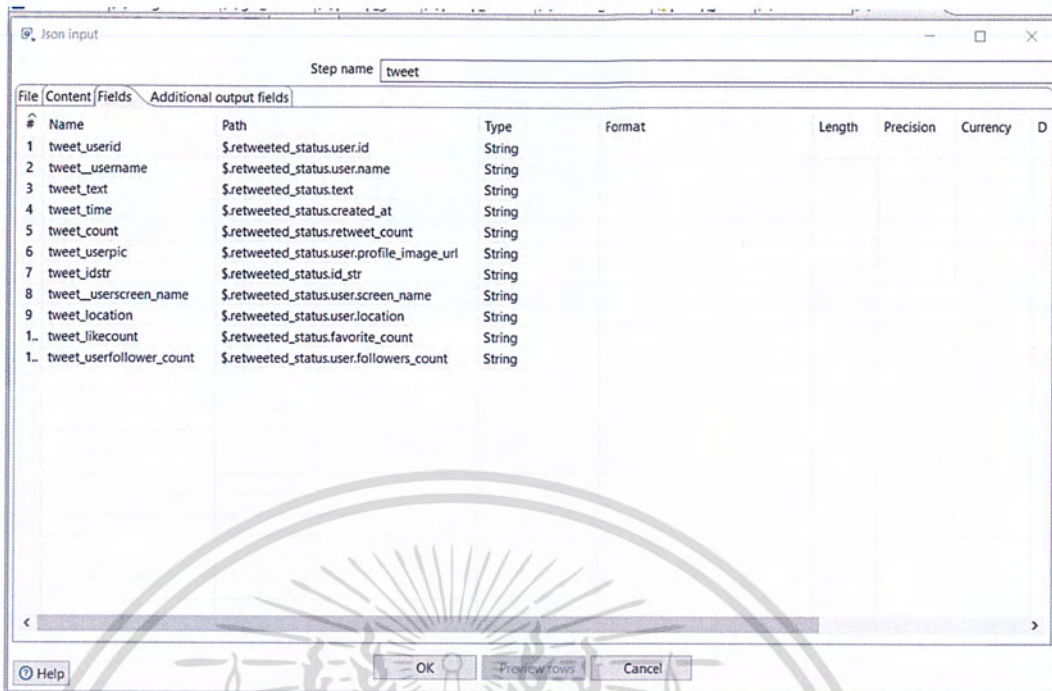 Json input
Step name tweet
File Content Fields Additional output fields
# Name Path Type Format Length Precision Currency D
1 tweet_userid $.retweeted_status.user.id String
2 tweet__username $.retweeted_status.user.name String
3 tweet_text $.retweeted_status.text String
4 tweet_time $.retweeted_status.created_at String
5 tweet_count $.retweeted_status.retweet_count String
6 tweet_userpic $.retweeted_status.user.profile_image_url String
7 tweet_idstr $.retweeted_status.id_str String
8 tweet__userscreen_name $.retweeted_status.user.screen_name String
9 tweet_location $.retweeted_status.user.location String
1.. tweet_likecount $.retweeted_status.favorite_count String
1.. tweet_userfollower_count $.retweeted_status.user.followers_count String
Help OK Preview rows Cancel